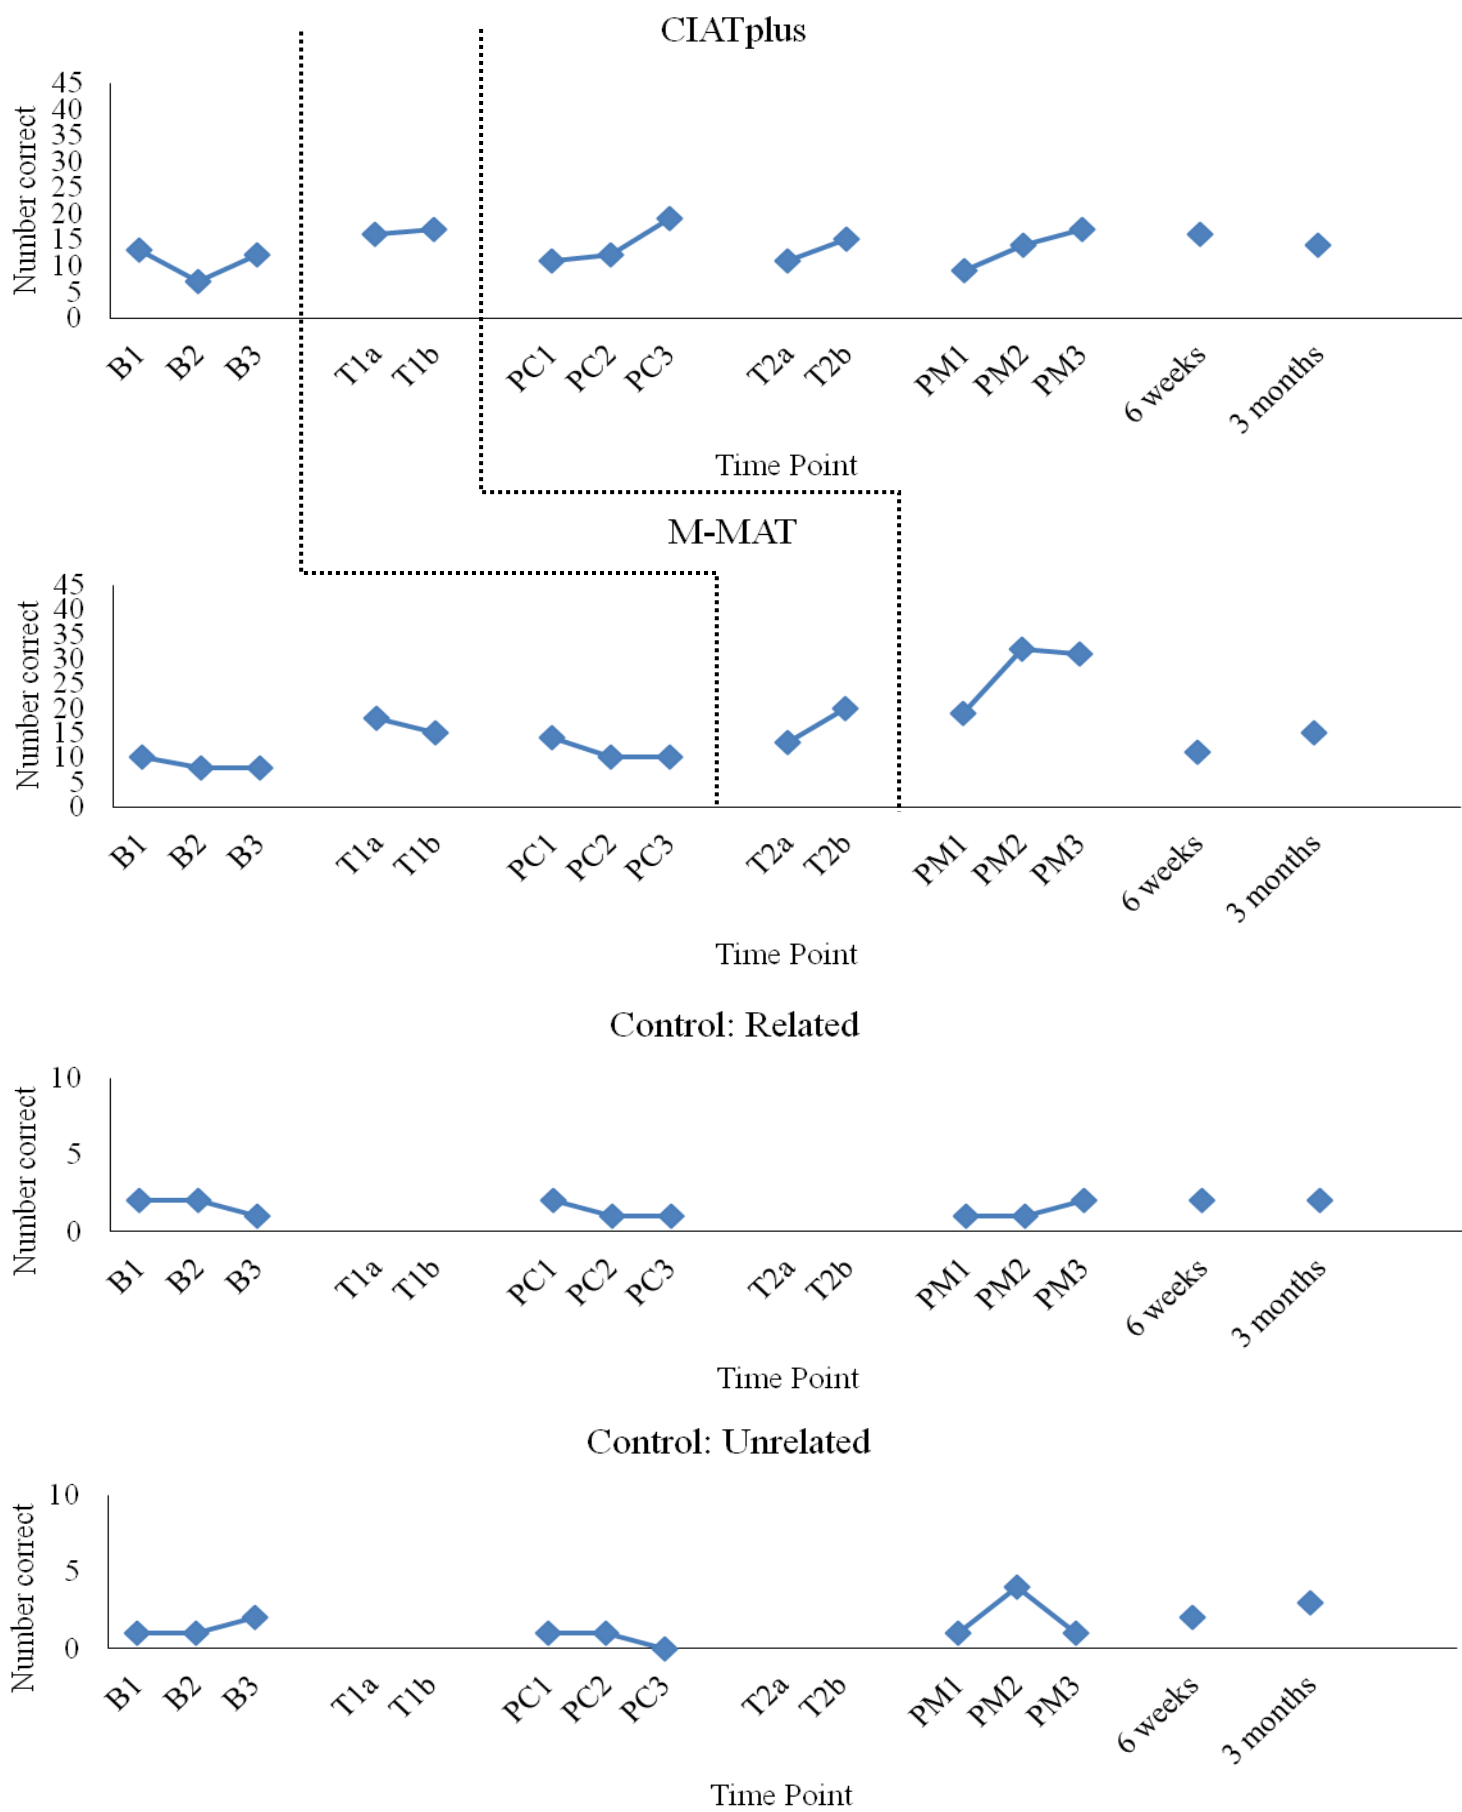 CIATplus
Number correct
45
40
35
30
25
20
15
10
5
0
B1 B2 B3 T1a T1b PC1 PC2 PC3 T2a T2b PM1 PM2 PM3 6 weeks 3 months
Time Point
M-MAT
Number correct
45
40
35
30
25
20
15
10
5
0
B1 B2 B3 T1a T1b PC1 PC2 PC3 T2a T2b PM1 PM2 PM3 6 weeks 3 months
Time Point
Control: Related
Number correct
10
5
0
B1 B2 B3 T1a T1b PC1 PC2 PC3 T2a T2b PM1 PM2 PM3 6 weeks 3 months
Time Point
Control: Unrelated
Number correct
10
5
0
B1 B2 B3 T1a T1b PC1 PC2 PC3 T2a T2b PM1 PM2 PM3 6 weeks 3 months
Time Point